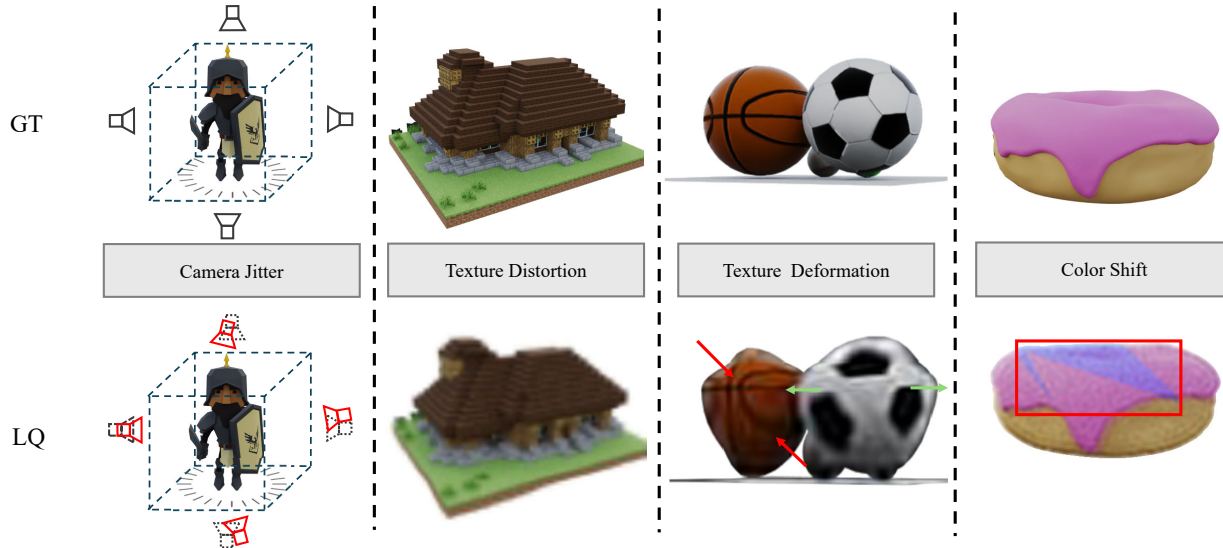 GT
Camera Jitter
Texture Distortion
Texture Deformation
Color Shift
LQ